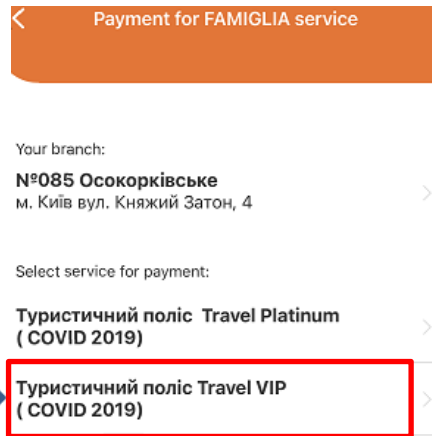 Payment for FAMIGLIA service
Your branch:
№085 Осокорківське
м. Київ вул. Княжий Затон, 4
Select service for payment:
Туристичний поліс Travel Platinum
( COVID 2019)
Туристичний поліс Travel VIP
( COVID 2019)